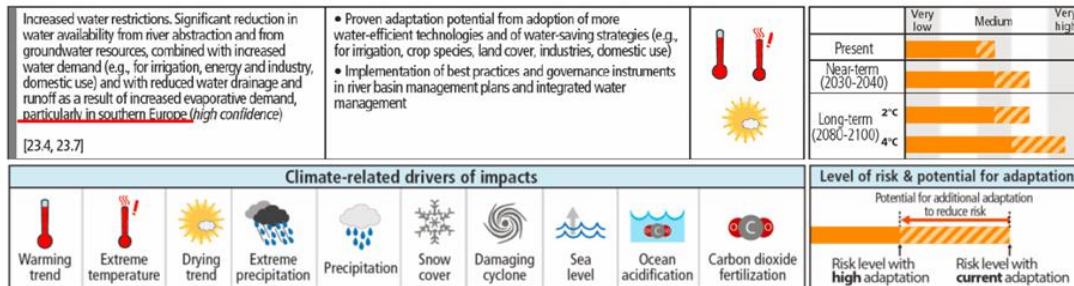 Increased water restrictions. Significant reduction in
water availability from river abstraction and from
groundwater resources, combined with increased
water demand (e.g., for irrigation, energy and industry,
domestic use) and with reduced water drainage and
runoff as a result of increased evaporative demand,
particularly in southern Europe (high confidence)
[23.4, 23.7]
• Proven adaptation potential from adoption of more
water-efficient technologies and of water-saving strategies (e.g.,
for irrigation, crop species, land cover, industries, domestic use)
• Implementation of best practices and governance instruments
in river basin management plans and integrated water
management
Very
low
Medium
Very
high
Present
Near-term
(2030-2040)
Long-term
(2080-2100)
2°C
4°C
Climate-related drivers of impacts
Warming
trend
Extreme
temperature
Drying
trend
Extreme
precipitation
Precipitation
Snow
cover
Damaging
cyclone
Sea
level
Ocean
acidification
C
Carbon dioxide
fertilization
Level of risk & potential for adaptation
Potential for additional adaptation
to reduce risk
Risk level with
high adaptation
Risk level with
current adaptation